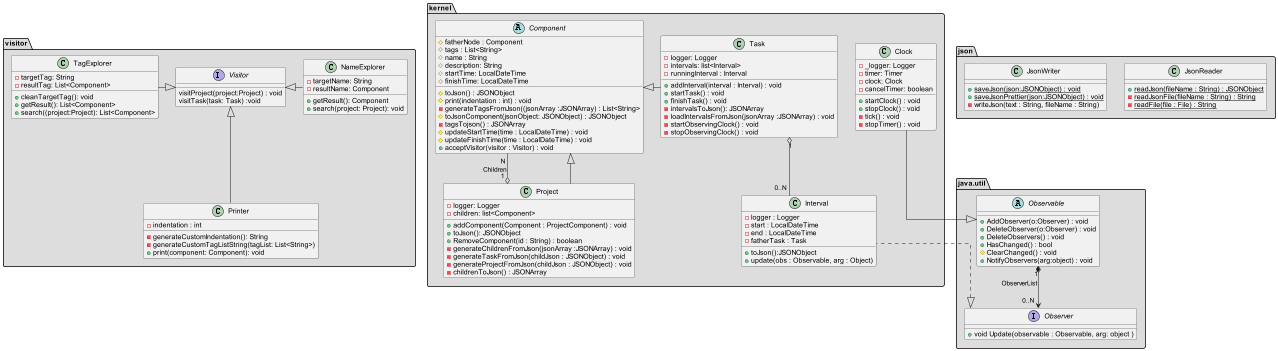 visitor
C TagExplorer
targetTag: String
resultTag: List<Component>
cleanTargetTag(): void
getResult(): List<Component>
search((project:Project): List<Component>
I Visitor
visitProject(project:Project) : void
visitTask(task: Task) :void
C NameExplorer
targetName: String
resultName: Component
getResult(): Component
search(project: Project): void
C Printer
indentation : int
generateCustomIndentation(): String
generateCustomTagListString(tagList: List<String>)
print(component: Component): void
kernel
A Component
fatherNode : Component
tags : List<String>
name : String
description: String
startTime: LocalDateTime
finishTime: LocalDateTime
toJson() : JSONObject
print(indentation : int) : void
generateTagsFromJson((jsonArray :JSONArray) : List<String>
toJsonComponent(jsonObject: JSONObject) : JSONObject
tagsTojson() : JSONArray
updateStartTime(time : LocalDateTime) : void
updateFinishTime(time : LocalDateTime) : void
acceptVisitor(visitor : Visitor) : void
N
Children
1
C Project
logger: Logger
children: list<Component>
addComponent(Component : ProjectComponent) : void
toJson(): JSONObject
RemoveComponent(id : String) : boolean
generateChildrenFromJson(jsonArray :JSONArray) : void
generateTaskFromJson(childJson : JSONObject) : void
generateProjectFromJson(childJson : JSONObject) : void
childrenToJson() : JSONArray
C Task
logger: Logger
intervals: list<Interval>
runningInterval : Interval
addInterval(interval : Interval) : void
startTask() : void
finishTask() : void
intervalsToJson(): JSONArray
loadIntervalsFromJson(jsonArray :JSONArray) : void
startObservingClock() : void
stopObservingClock() : void
1
0..N
C Interval
logger : Logger
start : LocalDateTime
end : LocalDateTime
fatherTask : Task
toJson():JSONObject
update(obs : Observable, arg : Object)
C Clock
_logger: Logger
timer: Timer
clock: Clock
cancelTimer: boolean
startClock() : void
stopClock() : void
tick() : void
stopTimer() : void
json
C JsonWriter
saveJson(json:JSONObject) : void
saveJsonPrettier(json:JSONObject) : void
writeJson(text : String, fileName : String)
C JsonReader
readJson(fileName : String) : JSONObject
readJsonFile(fileName : String) : String
readFile(file : File) : String
java.util
A Observable
AddObserver(o:Observer) : void
DeleteObserver(o:Observer) : void
DeleteObservers() : void
HasChanged() : bool
ClearChanged() : void
NotifyObservers(arg:object) : void
1
ObserverList
0..N
I Observer
void Update(observable : Observable, arg: object )